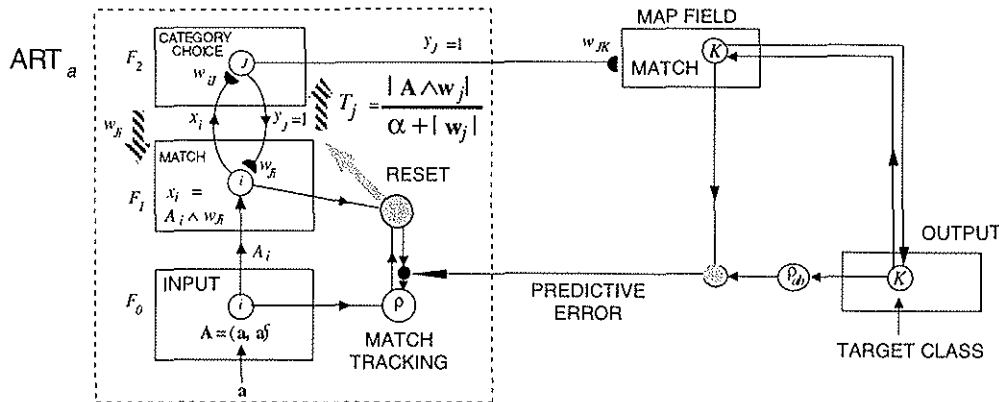 ART a
F2
CATEGORY
CHOICE
J
wiJ
xi
yJ =1
wJi
Tj = | A ∧ wj | / α + | wj |
yJ =1
wJK
MAP FIELD
K
MATCH
wJi
F1
MATCH
xi =
Ai ∧ wJi
i
RESET
Ai
F0
INPUT
i
A = (a, ac)
a
ρ
MATCH
TRACKING
PREDICTIVE
ERROR
ρab
OUTPUT
K
TARGET CLASS